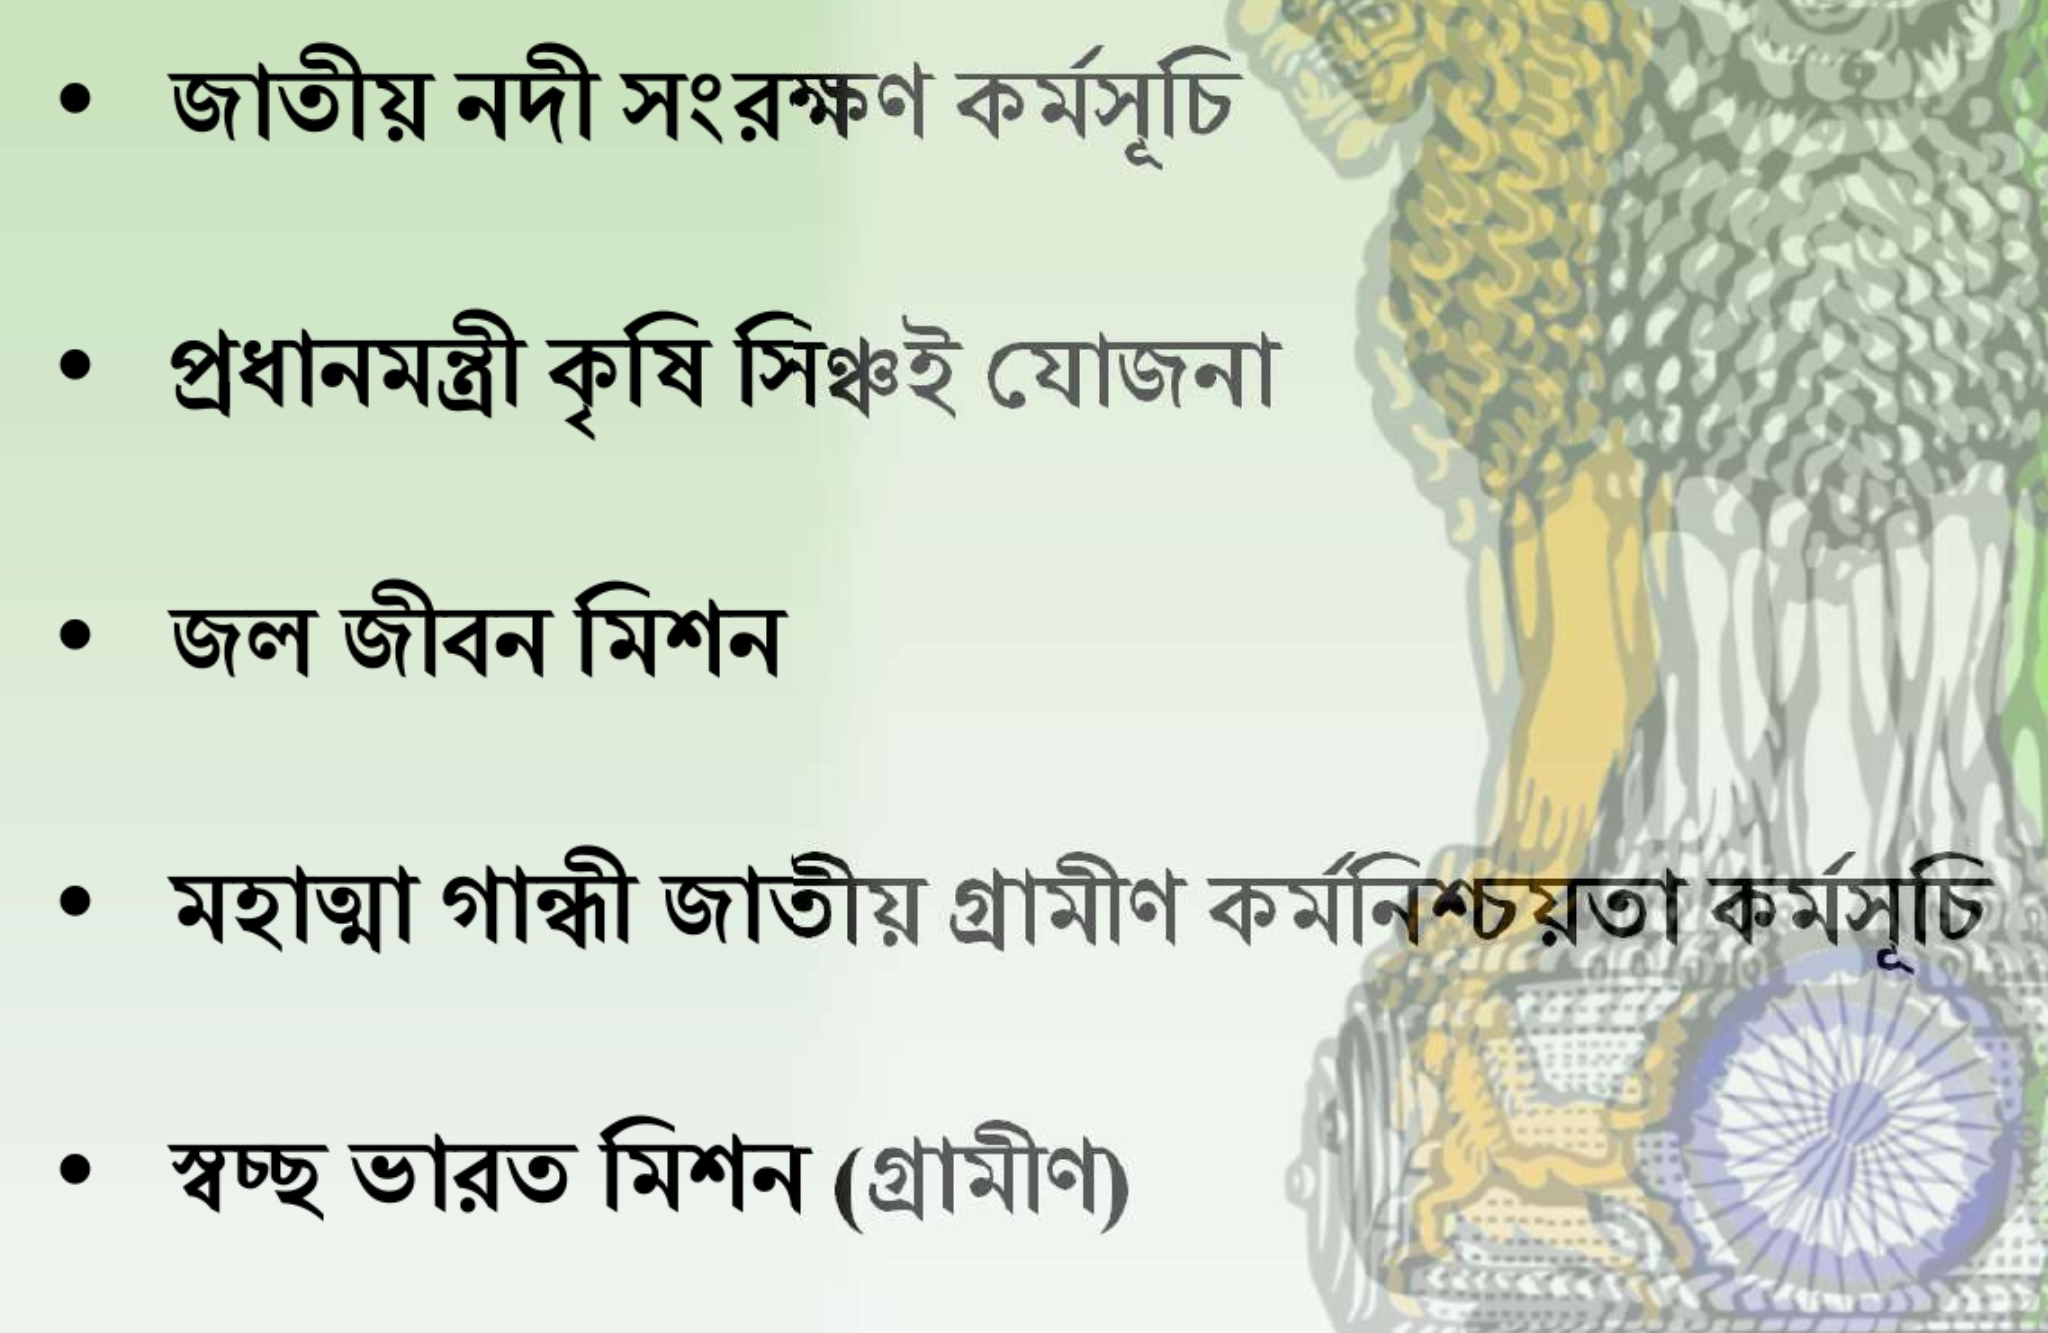 • জাতীয় নদী সংরক্ষণ কর্মসূচি
• প্রধানমন্ত্রী কৃষি সিঞ্চই যোজনা
• জল জীবন মিশন
• মহাত্মা গান্ধী জাতীয় গ্রামীণ কর্মনিশ্চয়তা কর্মসূচি
• স্বচ্ছ ভারত মিশন (গ্রামীণ)